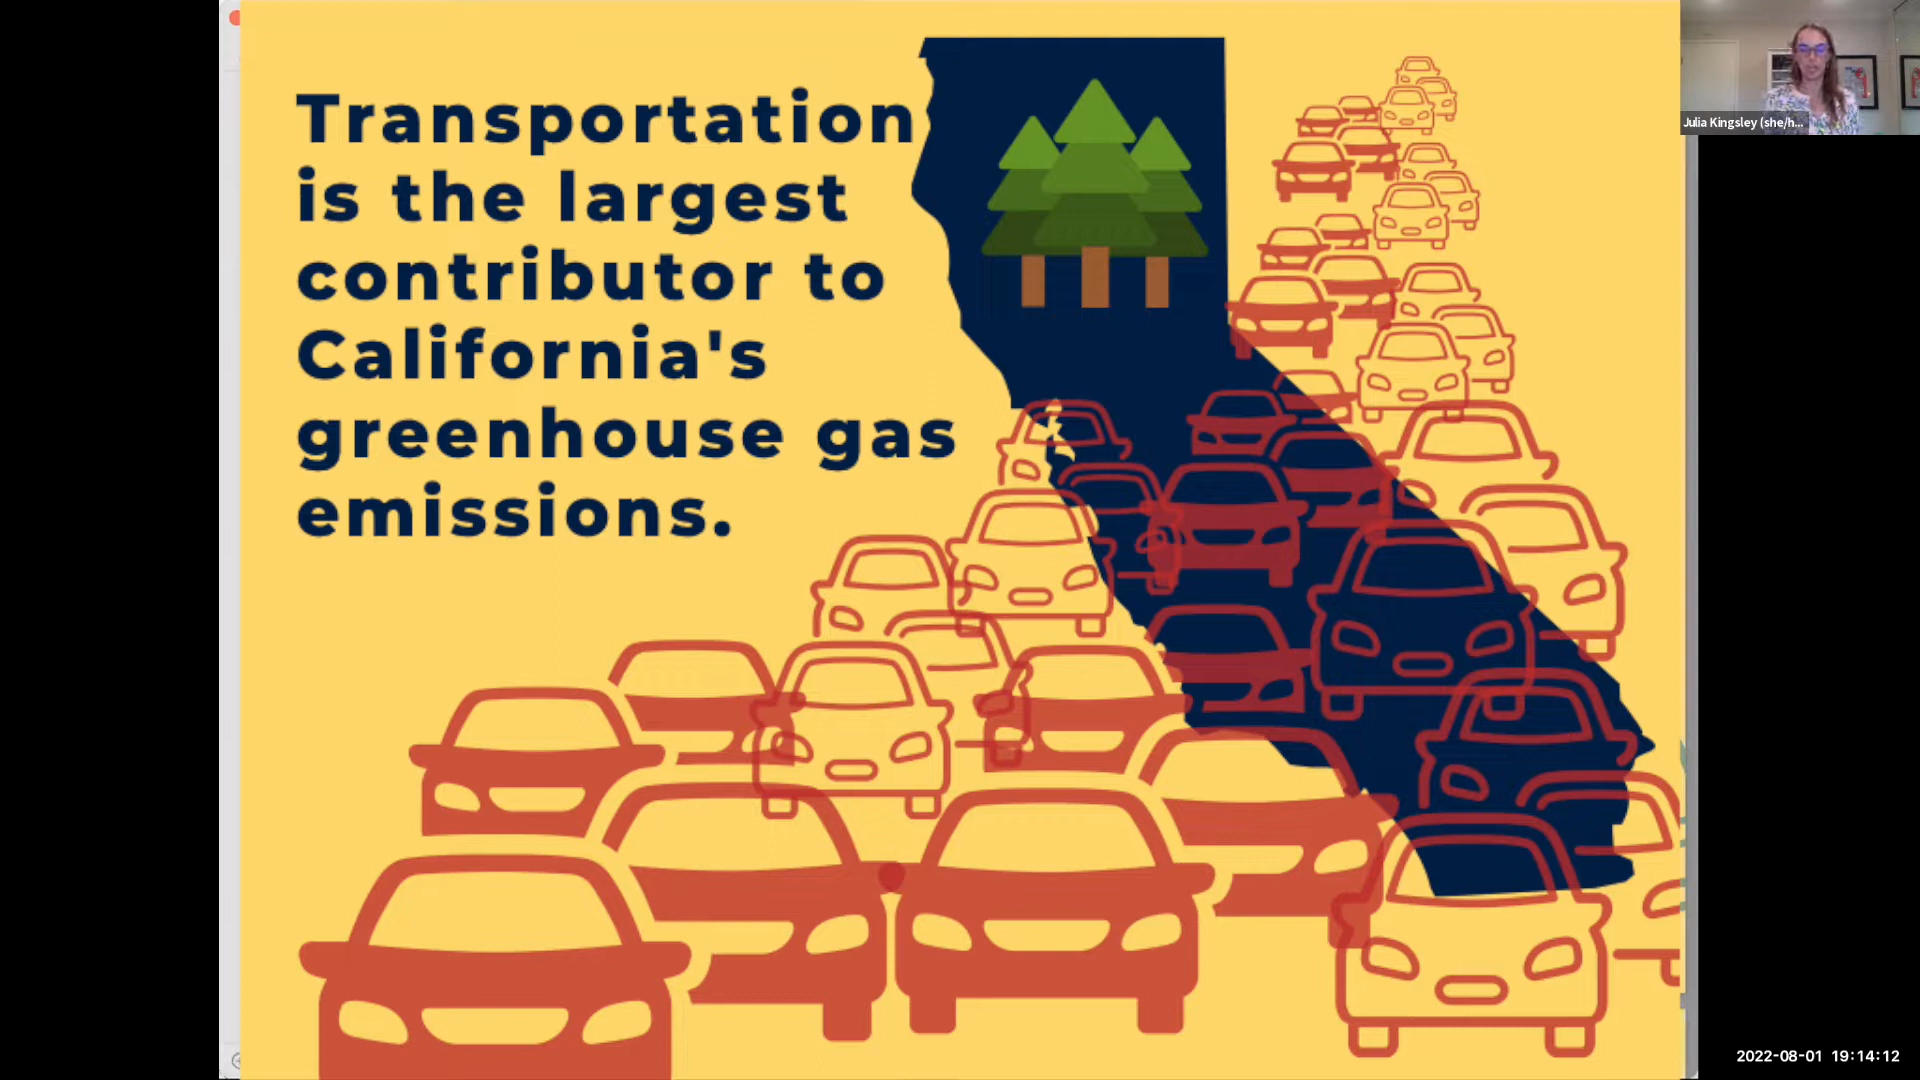 Transportation
is the largest
contributor to
California's
greenhouse gas
emissions.
Julia Kingsley (she/h...
2022-08-01 19:14:12